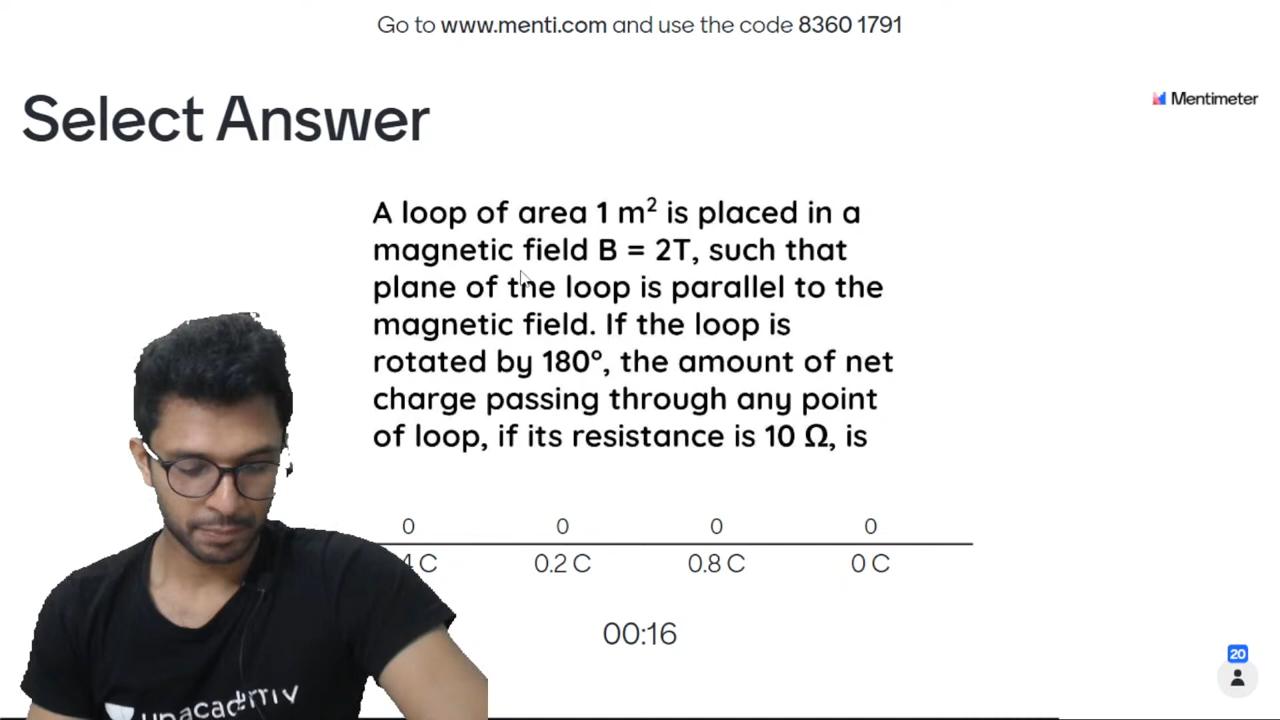 Go to www.menti.com and use the code 8360 1791
Select Answer
Mentimeter
A loop of area 1 m² is placed in a
magnetic field B = 2T, such that
plane of the loop is parallel to the
magnetic field. If the loop is
rotated by 180°, the amount of net
charge passing through any point
of loop, if its resistance is 10 Ω, is
0 0 0 0
4 C 0.2 C 0.8 C 0 C
00:16
20
unacademy